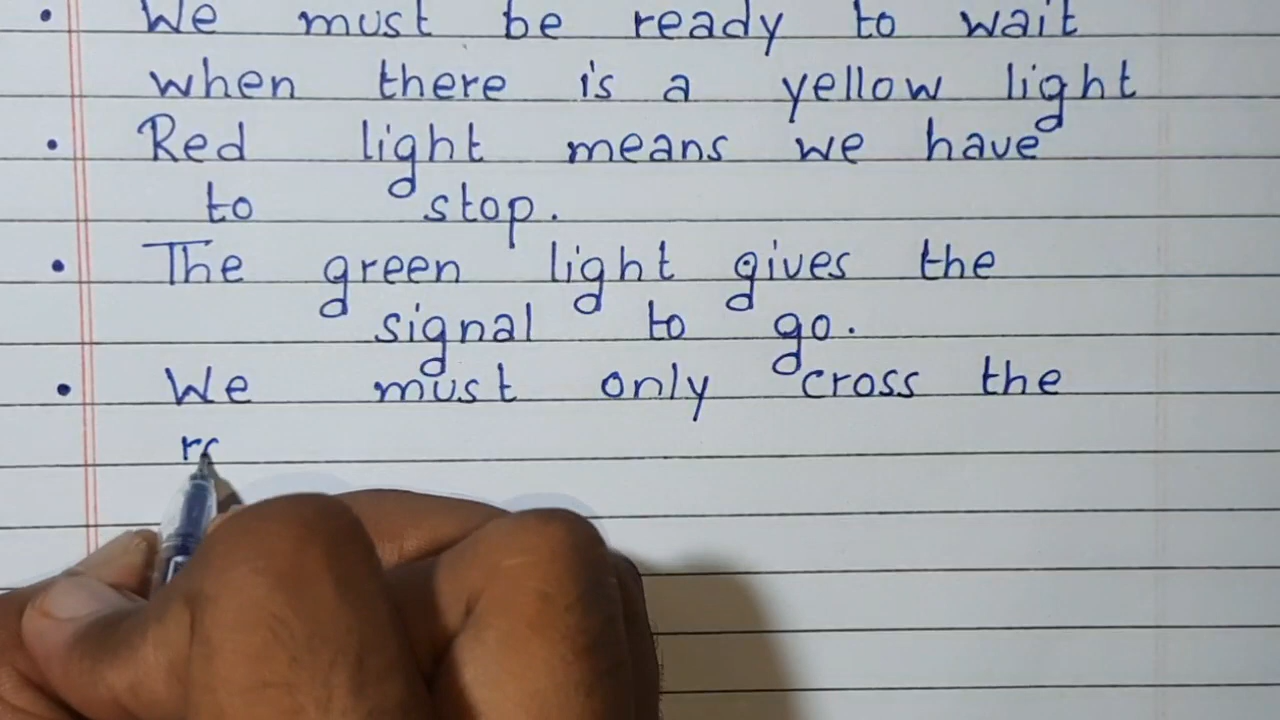 • We must be ready to wait
when there is a yellow light
• Red light means we have
to stop.
• The green light gives the
signal to go.
• We must only cross the